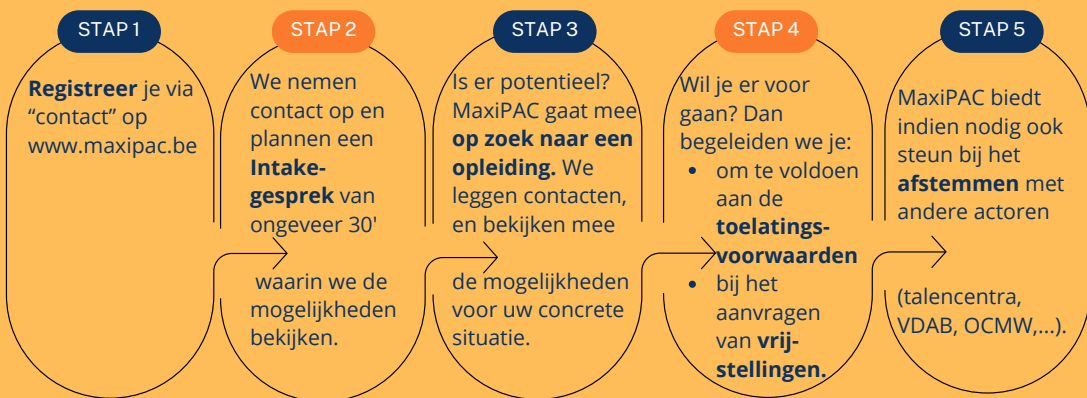 STAP 1
Registreer je via
“contact” op
www.maxipac.be
STAP 2
We nemen
contact op en
plannen een
Intake-
gesprek van
ongeveer 30'
waarin we de
mogelijkheden
bekijken.
STAP 3
Is er potentieel?
MaxiPAC gaat mee
op zoek naar een
opleiding. We
leggen contacten,
en bekijken mee
de mogelijkheden
voor uw concrete
situatie.
STAP 4
Wil je er voor
gaan? Dan
begeleiden we je:
• om te voldoen
aan de
toelatings-
voorwaarden
• bij het
aanvragen
van vrij-
stellingen.
STAP 5
MaxiPAC biedt
indien nodig ook
steun bij het
afstemmen met
andere actoren
(talencentra,
VDAB, OCMW,...).